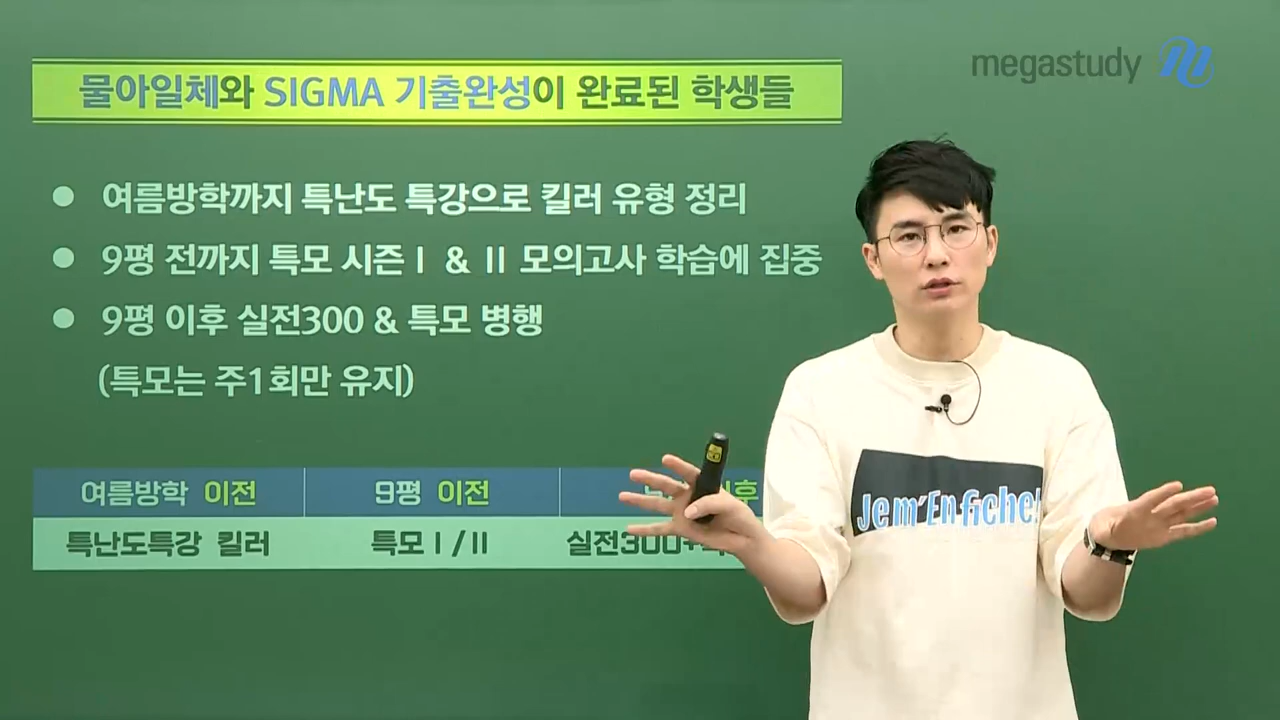 megastudy
물아일체와 SIGMA 기출완성이 완료된 학생들
● 여름방학까지 특난도 특강으로 킬러 유형 정리
● 9평 전까지 특모 시즌Ⅰ & Ⅱ 모의고사 학습에 집중
● 9평 이후 실전300 & 특모 병행
(특모는 주1회만 유지)
여름방학 이전 9평 이전
특난도특강 킬러 특모Ⅰ/Ⅱ 실전300+
Je m'En fiche!